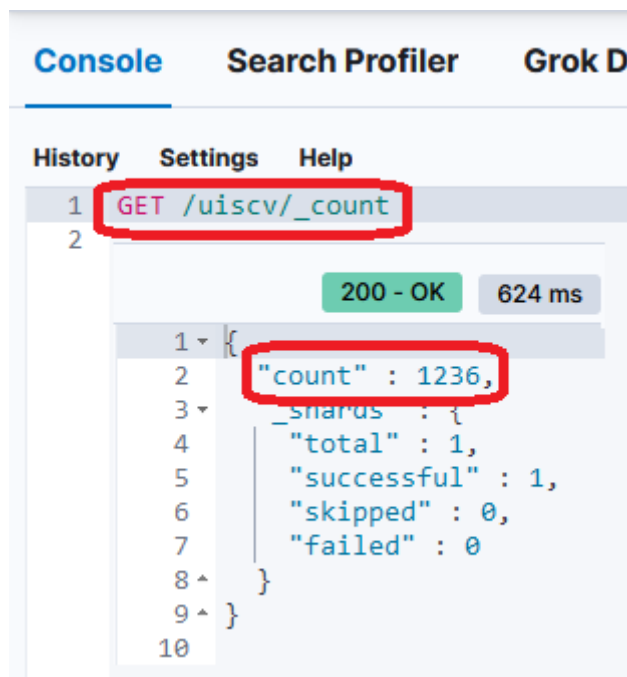 Console Search Profiler Grok D
History Settings Help
1 GET /uiscv/_count
2
200 - OK 624 ms
1 {
2 "count" : 1236,
3 "_shards" : {
4 "total" : 1,
5 "successful" : 1,
6 "skipped" : 0,
7 "failed" : 0
8 }
9 }
10